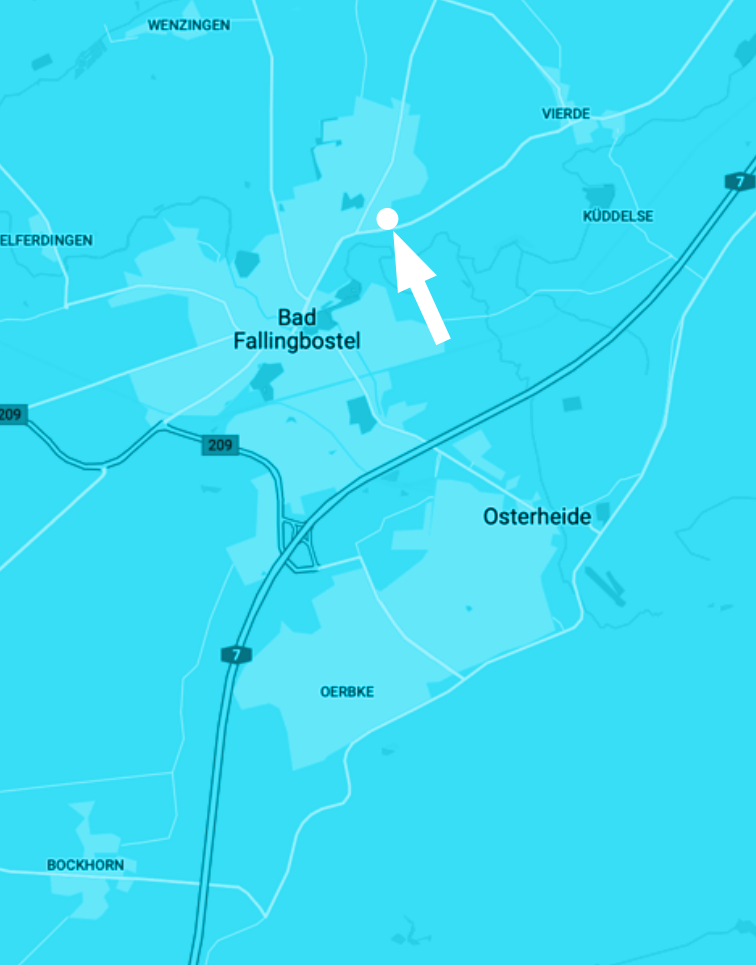 WENZINGEN
VIERDE
7
KÜDDELSE
ELFERDINGEN
Bad
Fallingbostel
209
209
Osterheide
7
OERBKE
BOCKHORN